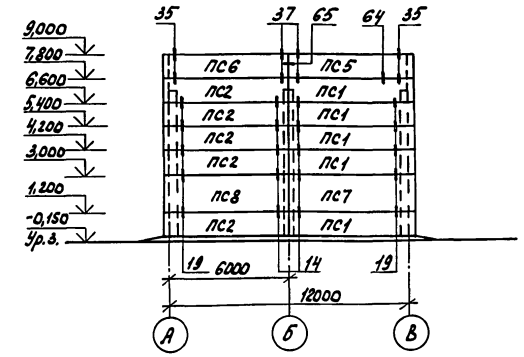 35 37 65 64 35
9,000
7,800
6,600
5,400
4,200
3,000
1,200
-0,150
Ур.з.
ПС6 ПС5
ПС2 ПС1
ПС2 ПС1
ПС2 ПС1
ПС2 ПС1
ПС8 ПС7
ПС2 ПС1
19 14 19
6000
12000
А Б В